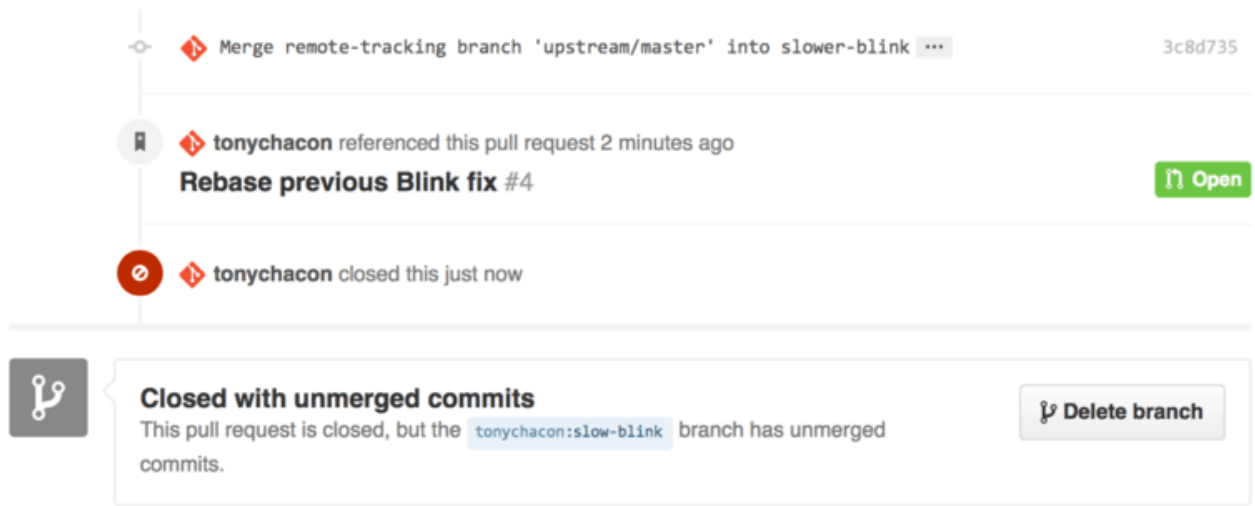 Merge remote-tracking branch 'upstream/master' into slower-blink ... 3c8d735
tonychacon referenced this pull request 2 minutes ago
Rebase previous Blink fix #4 Open
tonychacon closed this just now
Closed with unmerged commits
This pull request is closed, but the tonychacon:slow-blink branch has unmerged
commits.
Delete branch